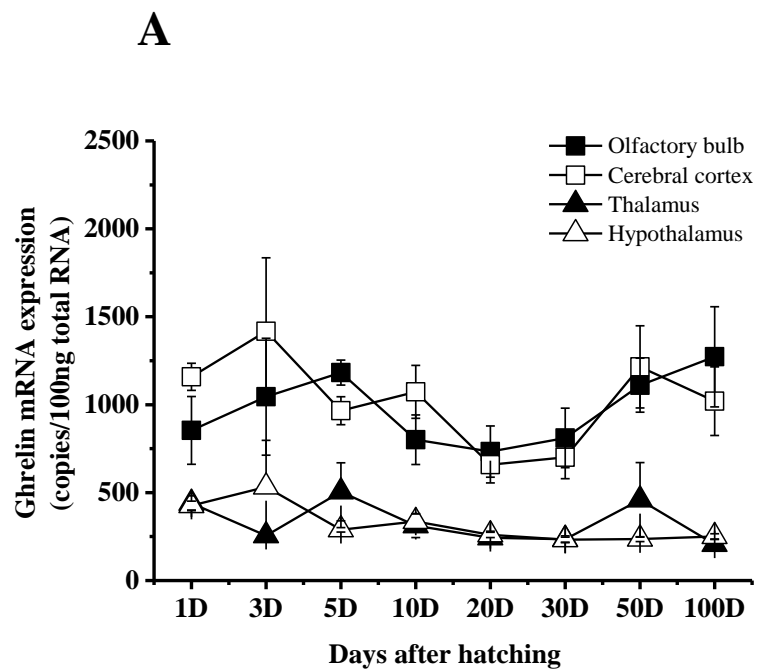 A
Olfactory bulb
Cerebral cortex
Thalamus
Hypothalamus
Ghrelin mRNA expression
(copies/100ng total RNA)
2500
2000
1500
1000
500
0
1D 3D 5D 10D 20D 30D 50D 100D
Days after hatching